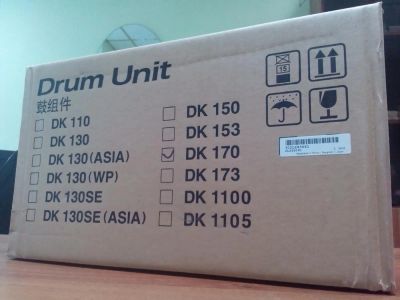 Drum Unit
鼓组件
DK 110
DK 130
DK 130(ASIA)
DK 130(WP)
DK 130SE
DK 130SE(ASIA)
DK 150
DK 153
DK 170
DK 173
DK 1100
DK 1105
15